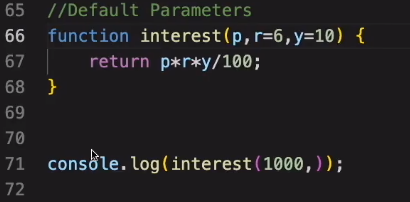 65 //Default Parameters
66 function interest(p,r=6,y=10) {
67     return p*r*y/100;
68 }
69
70
71 console.log(interest(1000,));
72